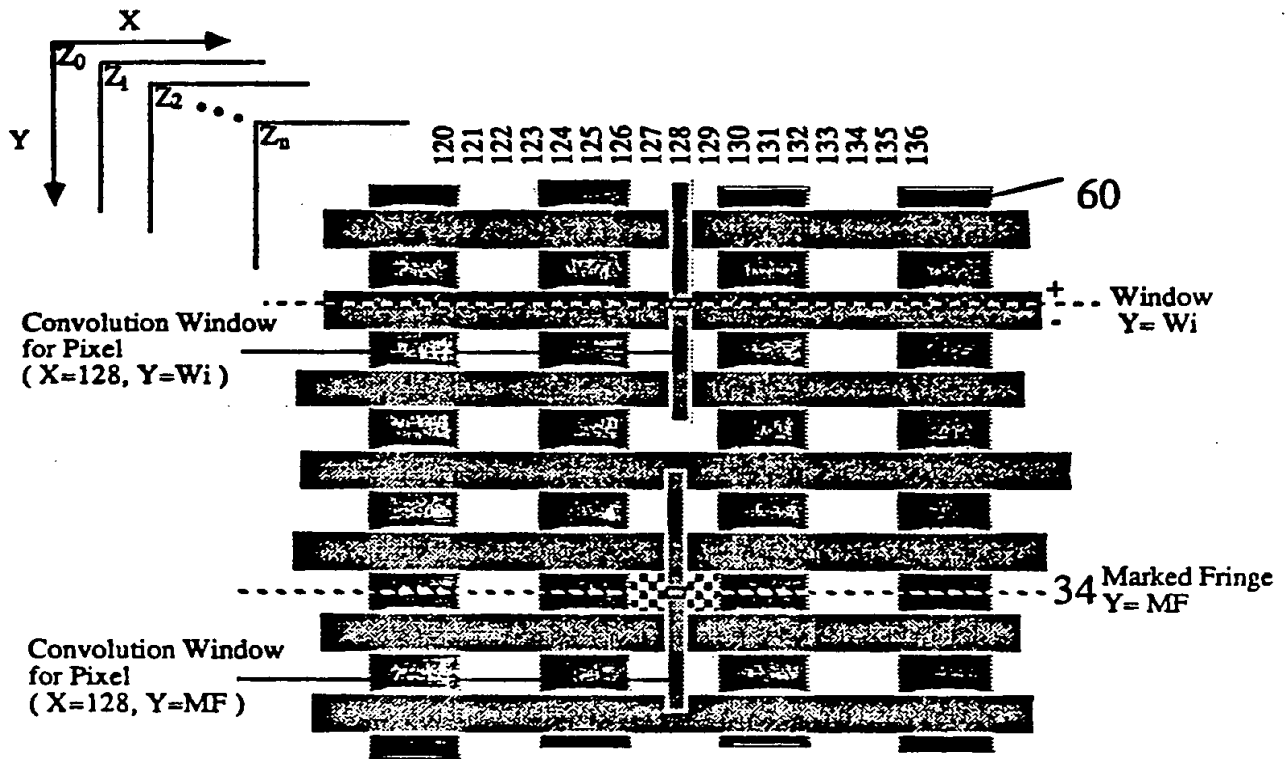 X
Z0
Z1
Z2
Y
Zn
120 121 122 123 124 125 126 127 128 129 130 131 132 133 134 135 136
60
+
Window
Y= Wi
-
Convolution Window
for Pixel
( X=128, Y=Wi )
34 Marked Fringe
Y= MF
Convolution Window
for Pixel
( X=128, Y=MF )